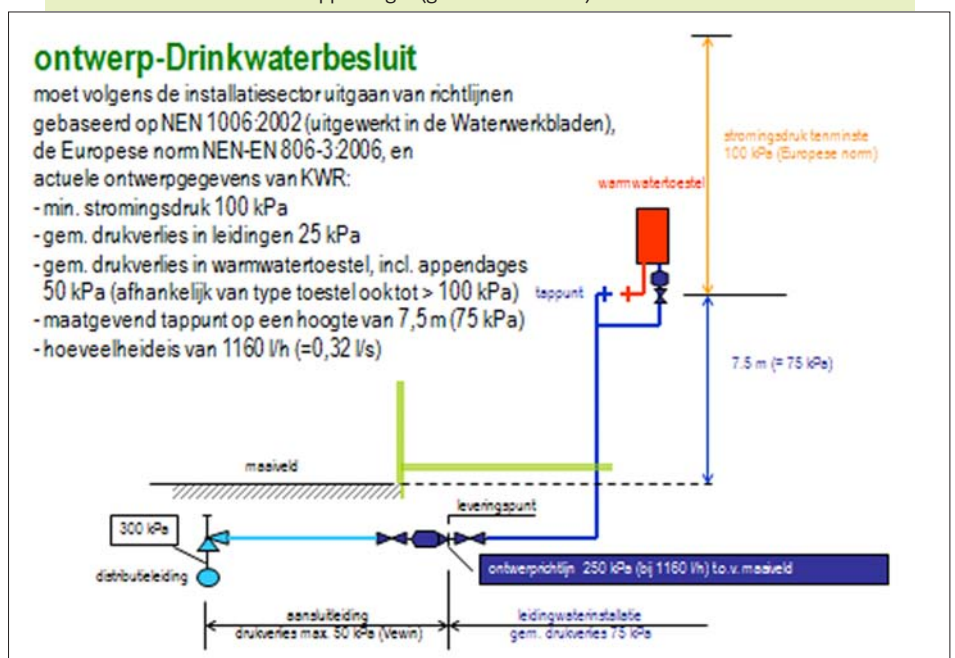 ontwerp-Drinkwaterbesluit
moet volgens de installatiesector uitgaan van richtlijnen
gebaseerd op NEN 1006:2002 (uitgewerkt in de Waterwerkbladen),
de Europese norm NEN-EN 806-3:2006, en
actuele ontwerpgegevens van KWR:
- min. stromingsdruk 100 kPa
- gem. drukverlies in leidingen 25 kPa
- gem. drukverlies in warmwatertoestel, incl. appendages
50 kPa (afhankelijk van type toestel ook tot > 100 kPa)
- maatgevend tappunt op een hoogte van 7,5 m (75 kPa)
- hoeveelheideis van 1160 l/h (=0,32 l/s)
stromingsdruk tenminste
100 kPa (Europese norm)
warmwatertoestel
tappunt
7.5 m (= 75 kPa)
maaiveld
leveringspunt
300 kPa
distributieleiding
ontwerprichtlijn 250 kPa (bij 1160 l/h) t.o.v. maaiveld
aansluitleiding
drukverlies max. 50 kPa (Vewin)
leidingwaterinstallatie
gem. drukverlies 75 kPa